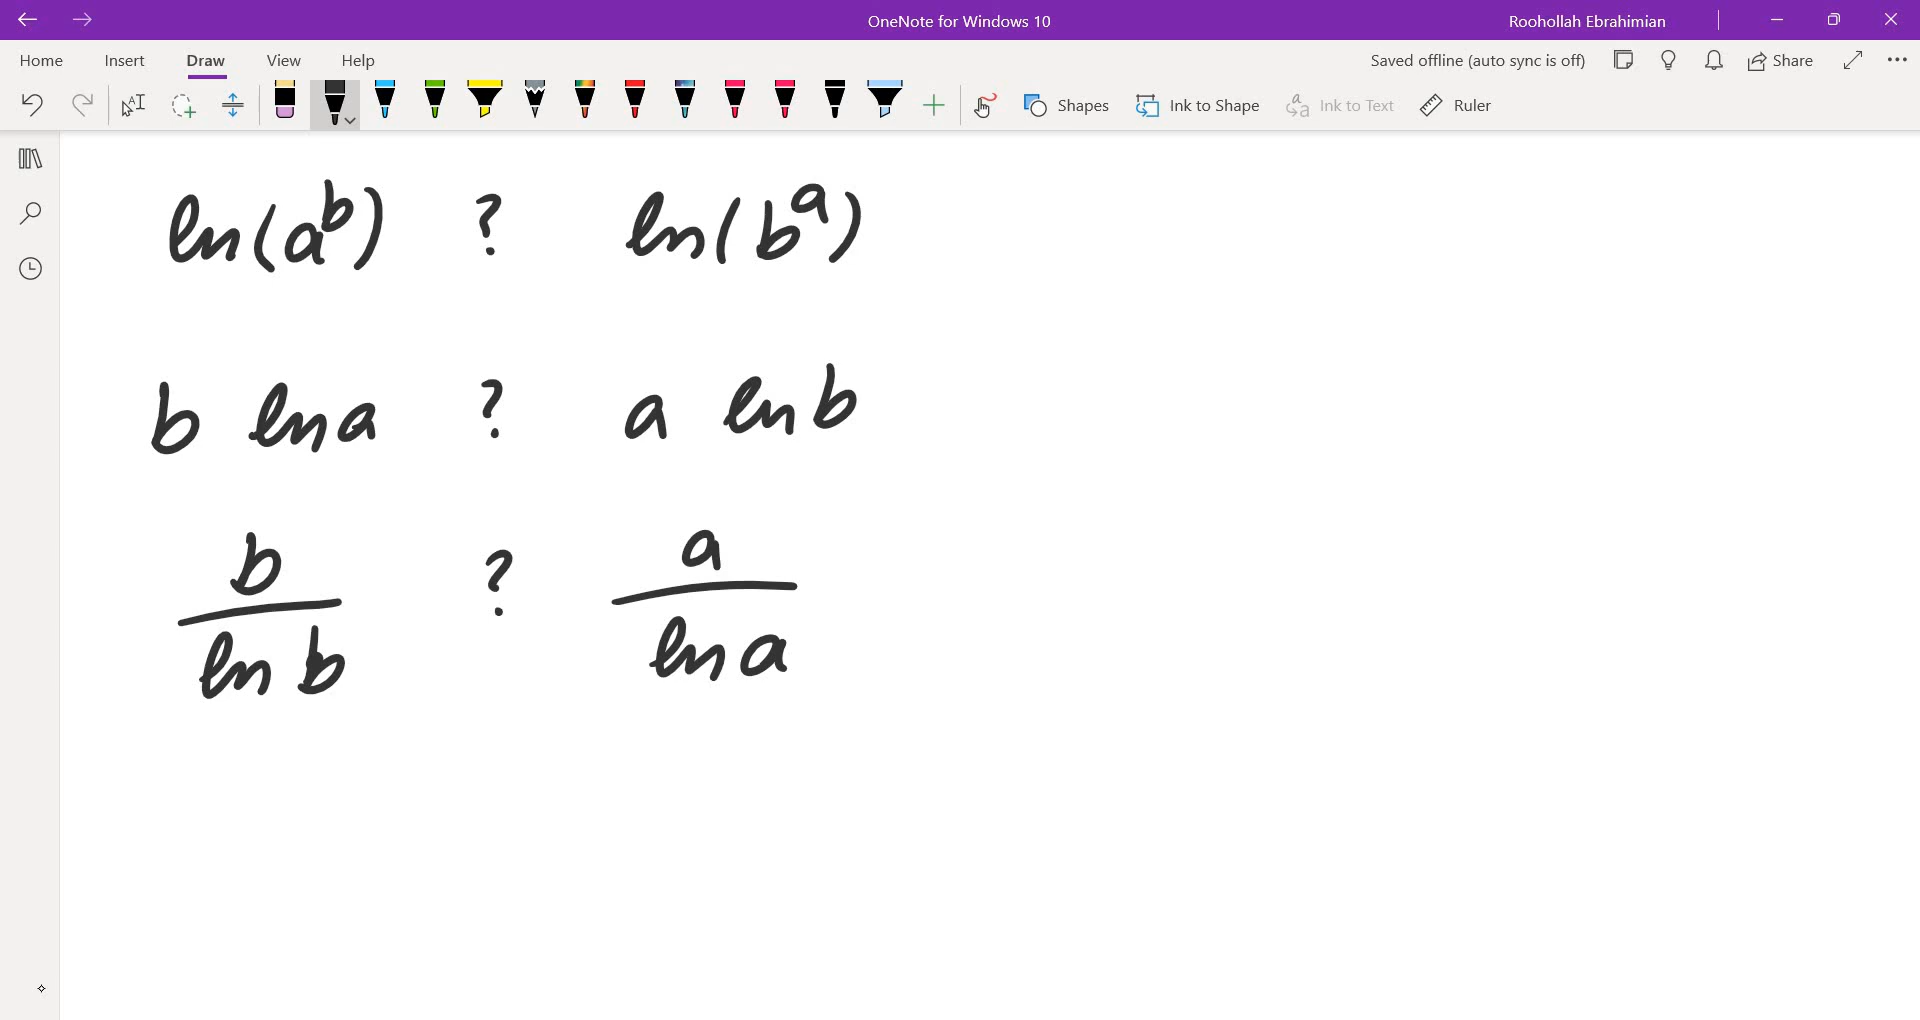 OneNote for Windows 10 Roohollah Ebrahimian
Home Insert Draw View Help Saved offline (auto sync is off) Share
Shapes Ink to Shape Ink to Text Ruler
ln(a^b) ? ln(b^a)
b ln a ? a ln b
b/ln b ? a/ln a